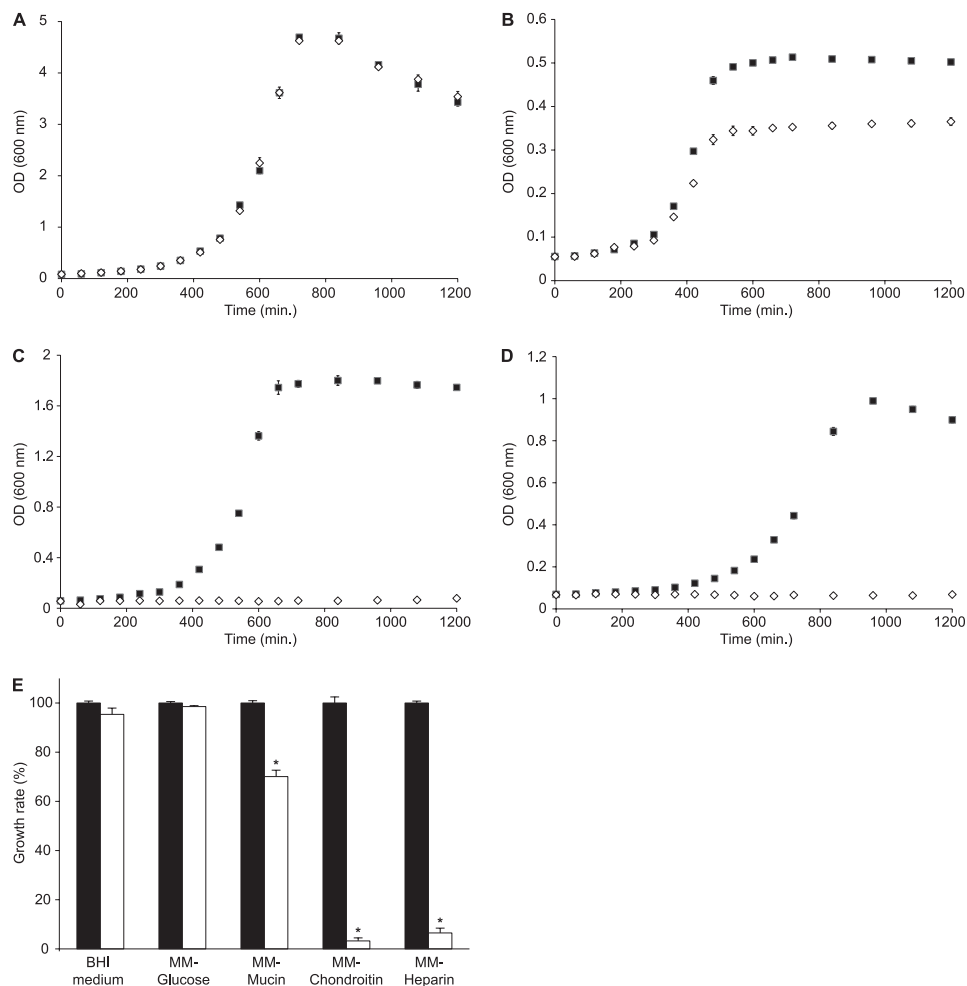 A
B
OD (600 nm)
5
4
3
2
1
0
0 200 400 600 800 1000 1200
Time (min.)
OD (600 nm)
0.6
0.5
0.4
0.3
0.2
0.1
0
0 200 400 600 800 1000 1200
Time (min.)
C
D
OD (600 nm)
2
1.6
1.2
0.8
0.4
0
0 200 400 600 800 1000 1200
Time (min.)
OD (600 nm)
1.2
1
0.8
0.6
0.4
0.2
0
0 200 400 600 800 1000 1200
Time (min.)
E
Growth rate (%)
100
80
60
40
20
0
*
*
*
BHI MM- MM- MM- MM-
medium Glucose Mucin Chondroitin Heparin